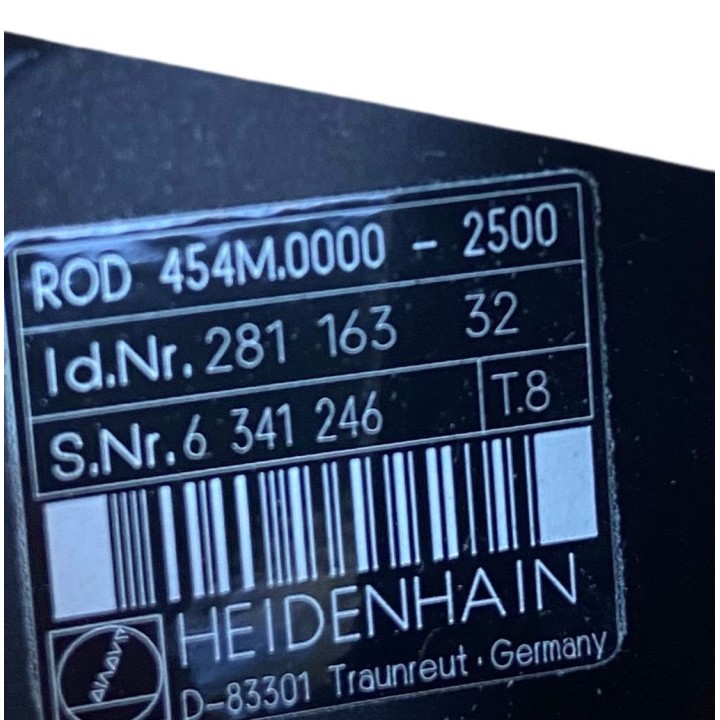 ROD 454M.0000 - 2500
Id.Nr. 281 163 32
S.Nr. 6 341 246 T.8
HEIDENHAIN
D-83301 Traunreut · Germany